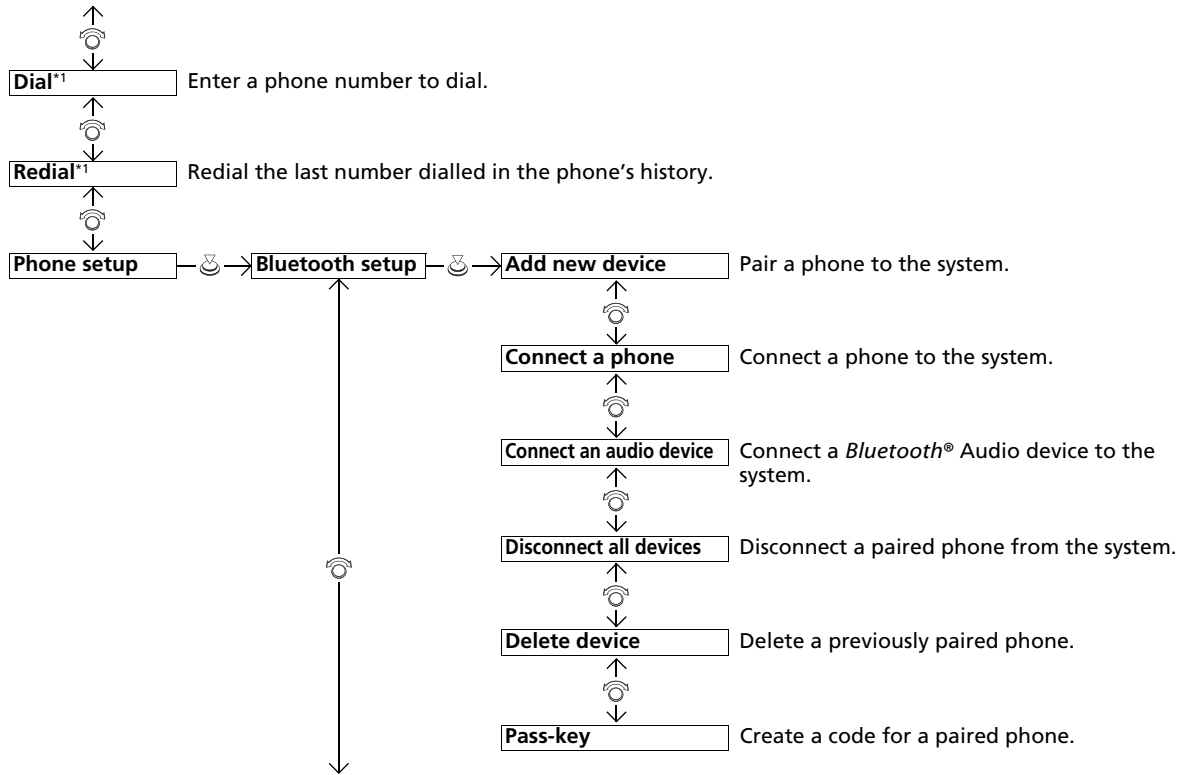 Dial*1 Enter a phone number to dial.
Redial*1 Redial the last number dialled in the phone’s history.
Phone setup Bluetooth setup Add new device Pair a phone to the system.
Connect a phone Connect a phone to the system.
Connect an audio device Connect a Bluetooth® Audio device to the
system.
Disconnect all devices Disconnect a paired phone from the system.
Delete device Delete a previously paired phone.
Pass-key Create a code for a paired phone.